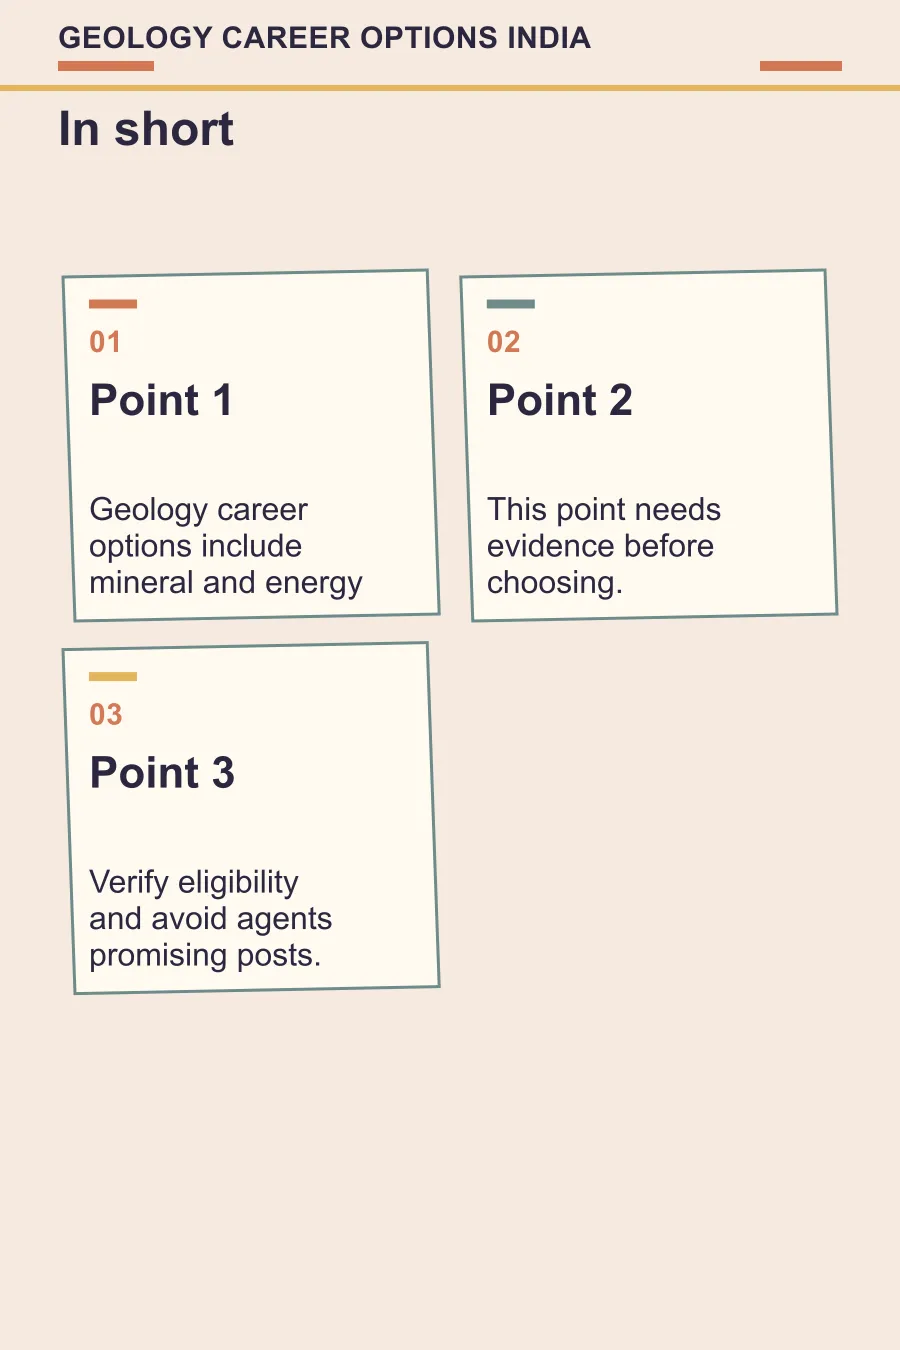 GEOLOGY CAREER OPTIONS INDIA
In short
01
Point 1
Geology career
options include
mineral and energy
02
Point 2
This point needs
evidence before
choosing.
03
Point 3
Verify eligibility
and avoid agents
promising posts.